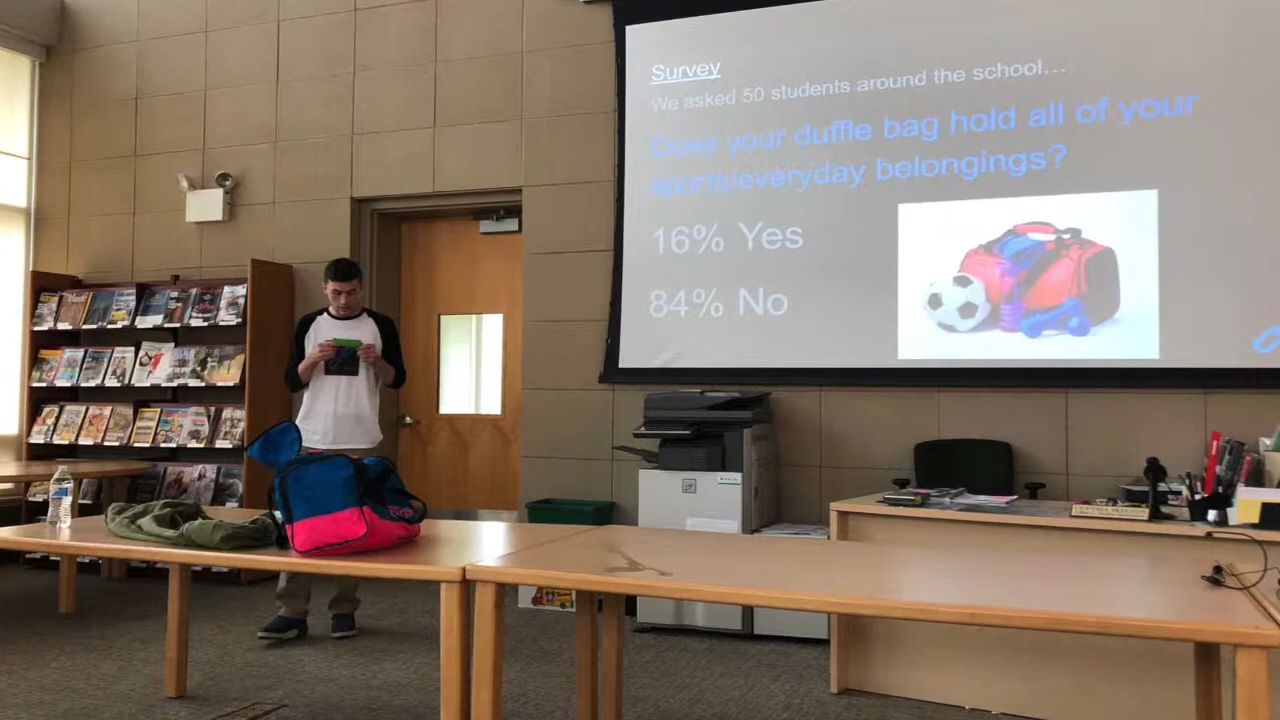 Survey
We asked 50 students around the school...
Does your duffle bag hold all of your
sports/everyday belongings?
16% Yes
84% No